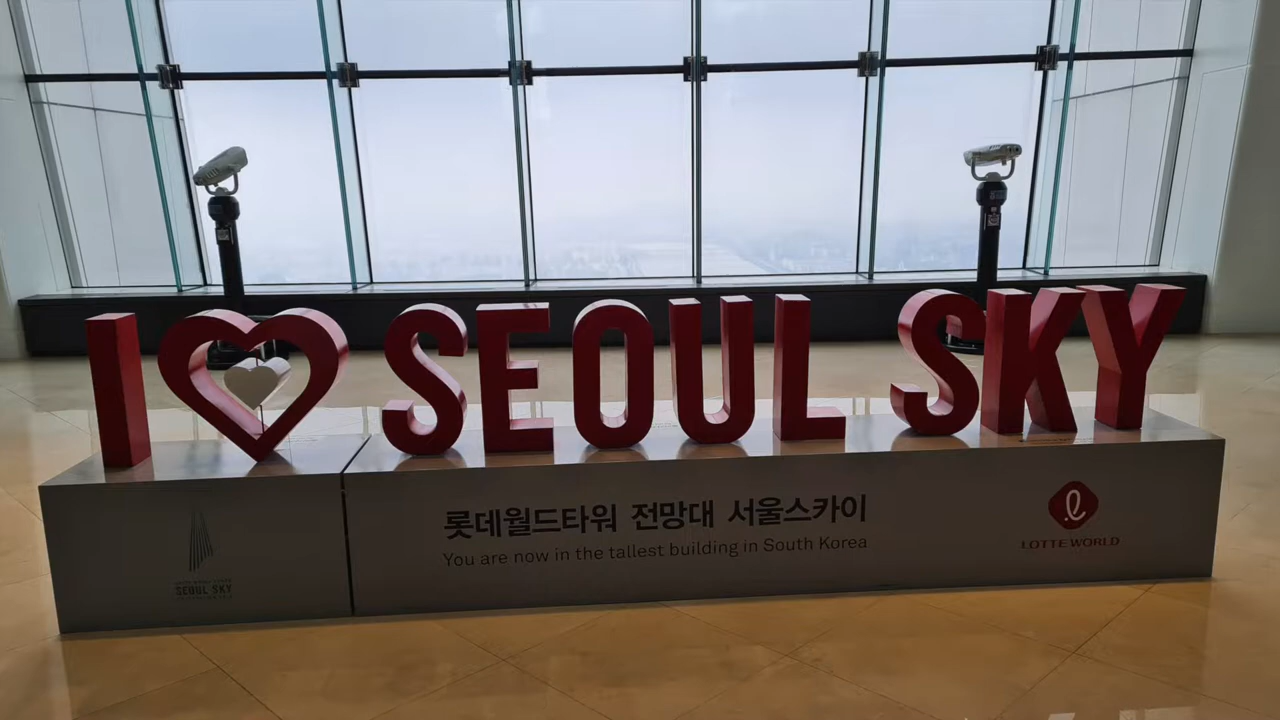 I ♥ SEOUL SKY
롯데월드타워 전망대 서울스카이
You are now in the tallest building in South Korea
SEOUL SKY
LOTTE WORLD